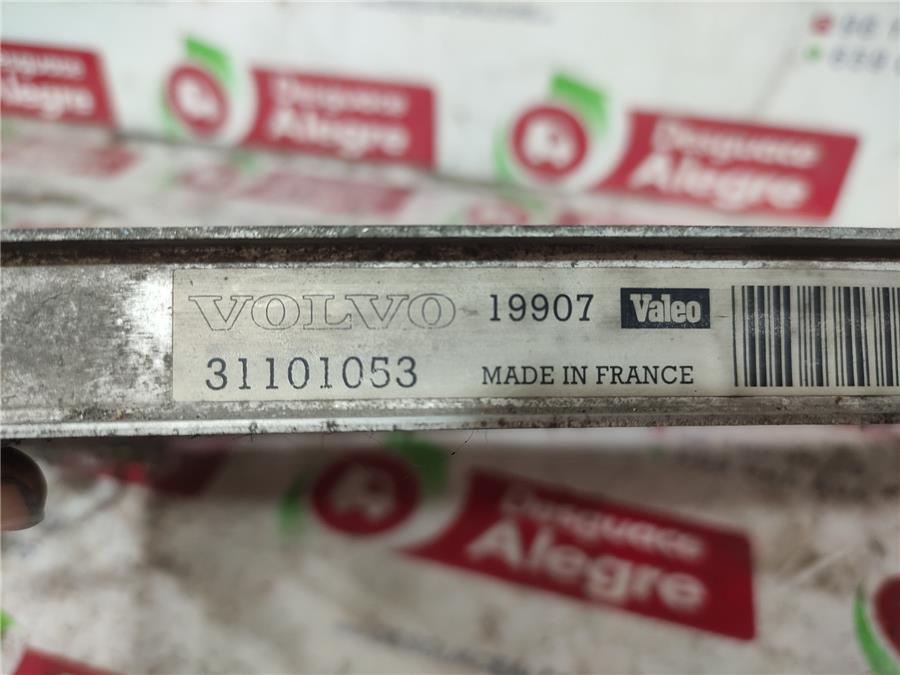 Desguace
Alegre
Desguace
Alegre
Desguace
Alegre
VOLVO 19907 Valeo
31101053 MADE IN FRANCE
Desguace
Alegre